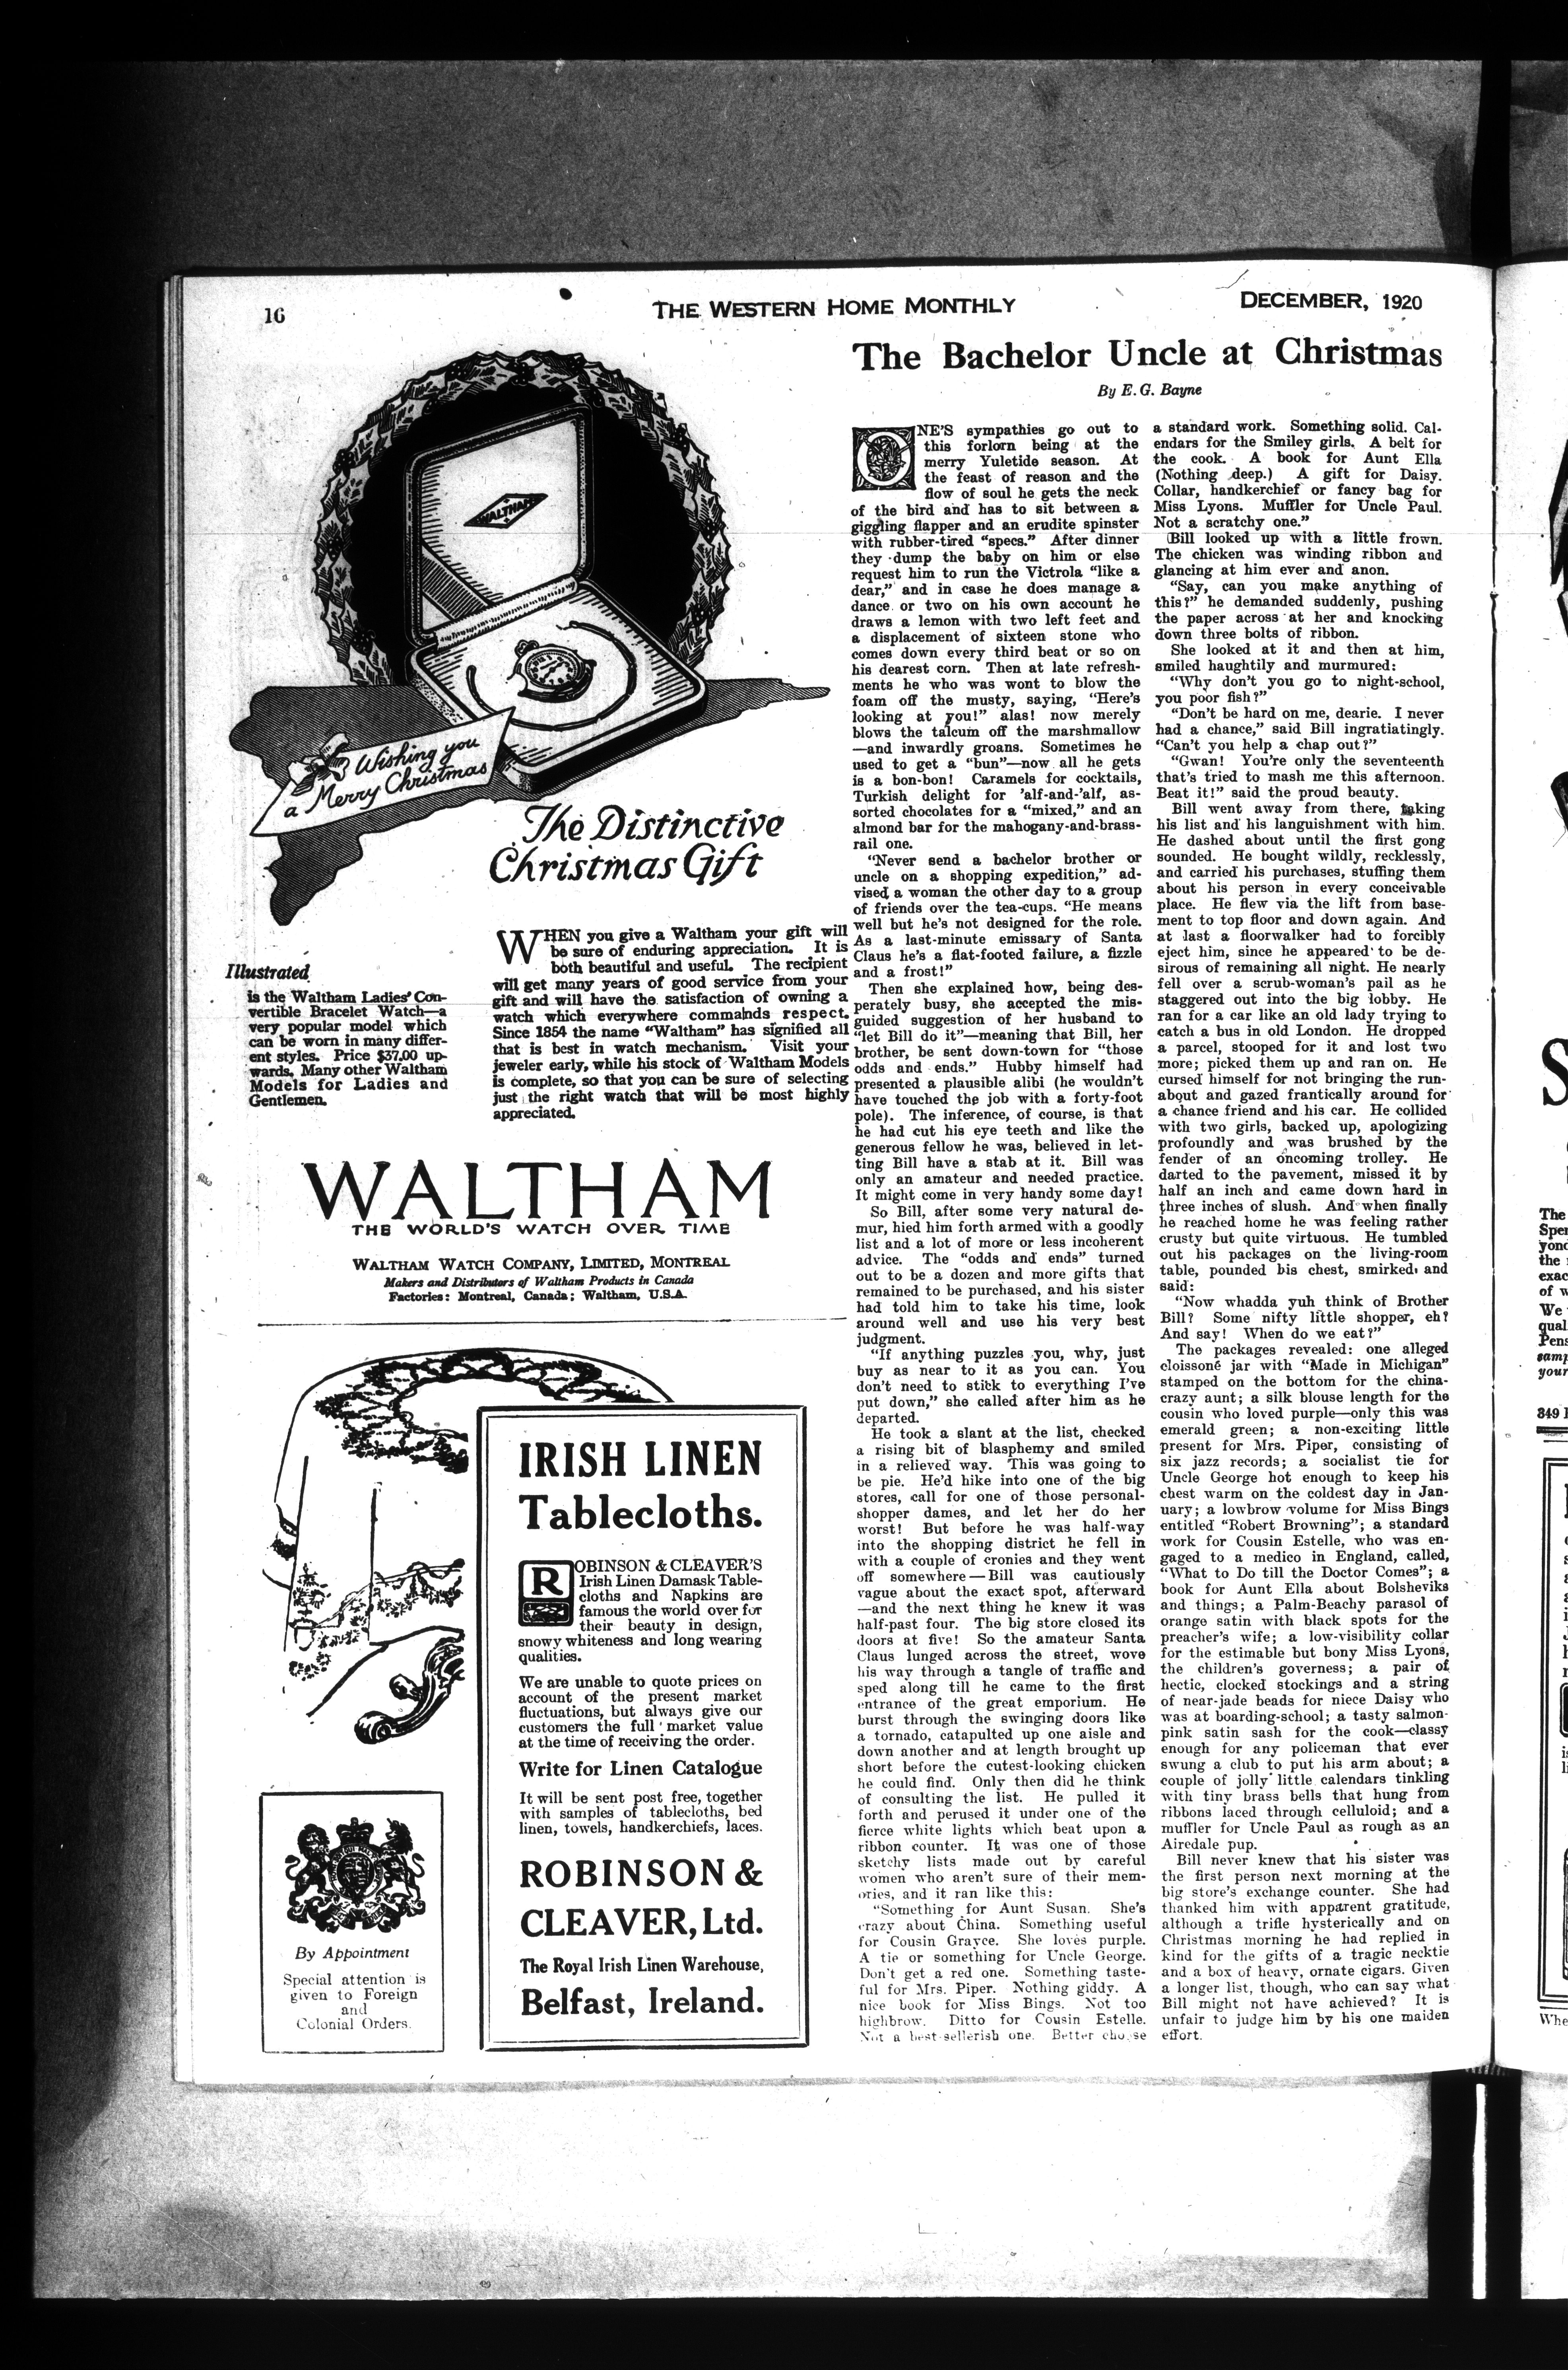 16
THE WESTERN HOME MONTHLY
DECEMBER, 1920
WALTHAM
Wishing you
a Merry Christmas
The Distinctive
Christmas Gift
Illustrated
is the Waltham Ladies' Con-
vertible Bracelet Watch—a
very popular model which
can be worn in many differ-
ent styles. Price $37.00 up-
wards. Many other Waltham
Models for Ladies and
Gentlemen.
WHEN you give a Waltham your gift will
be sure of enduring appreciation. It is
both beautiful and useful. The recipient
will get many years of good service from your
gift and will have the satisfaction of owning a
watch which everywhere commands respect.
Since 1854 the name "Waltham" has signified all
that is best in watch mechanism. Visit your
jeweler early, while his stock of Waltham Models
is complete, so that you can be sure of selecting
just the right watch that will be most highly
appreciated.
WALTHAM
THE WORLD'S WATCH OVER TIME
WALTHAM WATCH COMPANY, LIMITED, MONTREAL
Makers and Distributors of Waltham Products in Canada
Factories: Montreal, Canada; Waltham, U.S.A.
IRISH LINEN
Tablecloths.
ROBINSON & CLEAVER'S
Irish Linen Damask Table-
cloths and Napkins are
famous the world over for
their beauty in design,
snowy whiteness and long wearing
qualities.
We are unable to quote prices on
account of the present market
fluctuations, but always give our
customers the full market value
at the time of receiving the order.
Write for Linen Catalogue
It will be sent post free, together
with samples of tablecloths, bed
linen, towels, handkerchiefs, laces.
ROBINSON &
CLEAVER, Ltd.
The Royal Irish Linen Warehouse,
Belfast, Ireland.
By Appointment
Special attention is
given to Foreign
and
Colonial Orders.
The Bachelor Uncle at Christmas
By E. G. Bayne
ONE'S sympathies go out to
this forlorn being at the
merry Yuletide season. At
the feast of reason and the
flow of soul he gets the neck
of the bird and has to sit between a
giggling flapper and an erudite spinster
with rubber-tired "specs." After dinner
they dump the baby on him or else
request him to run the Victrola "like a
dear," and in case he does manage a
dance or two on his own account he
draws a lemon with two left feet and
a displacement of sixteen stone who
comes down every third beat or so on
his dearest corn. Then at late refresh-
ments he who was wont to blow the
foam off the musty, saying, "Here's
looking at you!" alas! now merely
blows the talcum off the marshmallow
—and inwardly groans. Sometimes he
used to get a "bun"—now all he gets
is a bon-bon! Caramels for cocktails,
Turkish delight for 'alf-and-'alf, as-
sorted chocolates for a "mixed," and an
almond bar for the mahogany-and-brass-
rail one.
"Never send a bachelor brother or
uncle on a shopping expedition," ad-
vised a woman the other day to a group
of friends over the tea-cups. "He means
well but he's not designed for the role.
As a last-minute emissary of Santa
Claus he's a flat-footed failure, a fizzle
and a frost!"
Then she explained how, being des-
perately busy, she accepted the mis-
guided suggestion of her husband to
"let Bill do it"—meaning that Bill, her
brother, be sent down-town for "those
odds and ends." Hubby himself had
presented a plausible alibi (he wouldn't
have touched the job with a forty-foot
pole). The inference, of course, is that
he had cut his eye teeth and like the
generous fellow he was, believed in let-
ting Bill have a stab at it. Bill was
only an amateur and needed practice.
It might come in very handy some day!
So Bill, after some very natural de-
mur, hied him forth armed with a goodly
list and a lot of more or less incoherent
advice. The "odds and ends" turned
out to be a dozen and more gifts that
remained to be purchased, and his sister
had told him to take his time, look
around well and use his very best
judgment.
"If anything puzzles you, why, just
buy as near to it as you can. You
don't need to stick to everything I've
put down," she called after him as he
departed.
He took a slant at the list, checked
a rising bit of blasphemy and smiled
in a relieved way. This was going to
be pie. He'd hike into one of the big
stores, call for one of those personal-
shopper dames, and let her do her
worst! But before he was half-way
into the shopping district he fell in
with a couple of cronies and they went
off somewhere—Bill was cautiously
vague about the exact spot, afterward
—and the next thing he knew it was
half-past four. The big store closed its
doors at five! So the amateur Santa
Claus lunged across the street, wove
his way through a tangle of traffic and
sped along till he came to the first
entrance of the great emporium. He
burst through the swinging doors like
a tornado, catapulted up one aisle and
down another and at length brought up
short before the cutest-looking chicken
he could find. Only then did he think
of consulting the list. He pulled it
forth and perused it under one of the
fierce white lights which beat upon a
ribbon counter. It was one of those
sketchy lists made out by careful
women who aren't sure of their mem-
ories, and it ran like this:
"Something for Aunt Susan. She's
crazy about China. Something useful
for Cousin Grayce. She loves purple.
A tie or something for Uncle George.
Don't get a red one. Something taste-
ful for Mrs. Piper. Nothing giddy. A
nice book for Miss Bings. Not too
highbrow. Ditto for Cousin Estelle.
Not a best-sellerish one. Better choose
a standard work. Something solid. Cal-
endars for the Smiley girls. A belt for
the cook. A book for Aunt Ella
(Nothing deep.) A gift for Daisy.
Collar, handkerchief or fancy bag for
Miss Lyons. Muffler for Uncle Paul.
Not a scratchy one."
Bill looked up with a little frown.
The chicken was winding ribbon and
glancing at him ever and anon.
"Say, can you make anything of
this?" he demanded suddenly, pushing
the paper across at her and knocking
down three bolts of ribbon.
She looked at it and then at him,
smiled haughtily and murmured:
"Why don't you go to night-school,
you poor fish?"
"Don't be hard on me, dearie. I never
had a chance," said Bill ingratiatingly.
"Can't you help a chap out?"
"Gwan! You're only the seventeenth
that's tried to mash me this afternoon.
Beat it!" said the proud beauty.
Bill went away from there, taking
his list and his languishment with him.
He dashed about until the first gong
sounded. He bought wildly, recklessly,
and carried his purchases, stuffing them
about his person in every conceivable
place. He flew via the lift from base-
ment to top floor and down again. And
at last a floorwalker had to forcibly
eject him, since he appeared to be de-
sirous of remaining all night. He nearly
fell over a scrub-woman's pail as he
staggered out into the big lobby. He
ran for a car like an old lady trying to
catch a bus in old London. He dropped
a parcel, stooped for it and lost two
more; picked them up and ran on. He
cursed himself for not bringing the run-
about and gazed frantically around for
a chance friend and his car. He collided
with two girls, backed up, apologizing
profoundly and was brushed by the
fender of an oncoming trolley. He
darted to the pavement, missed it by
half an inch and came down hard in
three inches of slush. And when finally
he reached home he was feeling rather
crusty but quite virtuous. He tumbled
out his packages on the living-room
table, pounded his chest, smirked and
said:
"Now whadda yuh think of Brother
Bill? Some nifty little shopper, eh?
And say! When do we eat?"
The packages revealed: one alleged
cloissoné jar with "Made in Michigan"
stamped on the bottom for the china-
crazy aunt; a silk blouse length for the
cousin who loved purple—only this was
emerald green; a non-exciting little
present for Mrs. Piper, consisting of
six jazz records; a socialist tie for
Uncle George hot enough to keep his
chest warm on the coldest day in Jan-
uary; a lowbrow volume for Miss Bings
entitled "Robert Browning"; a standard
work for Cousin Estelle, who was en-
gaged to a medico in England, called,
"What to Do till the Doctor Comes"; a
book for Aunt Ella about Bolsheviks
and things; a Palm-Beachy parasol of
orange satin with black spots for the
preacher's wife; a low-visibility collar
for the estimable but bony Miss Lyons,
the children's governess; a pair of
hectic, clocked stockings and a string
of near-jade beads for niece Daisy who
was at boarding-school; a tasty salmon-
pink satin sash for the cook—classy
enough for any policeman that ever
swung a club to put his arm about; a
couple of jolly little calendars tinkling
with tiny brass bells that hung from
ribbons laced through celluloid; and a
muffler for Uncle Paul as rough as an
Airedale pup.
Bill never knew that his sister was
the first person next morning at the
big store's exchange counter. She had
thanked him with apparent gratitude,
although a trifle hysterically and on
Christmas morning he had replied in
kind for the gifts of a tragic necktie
and a box of heavy, ornate cigars. Given
a longer list, though, who can say what
Bill might not have achieved? It is
unfair to judge him by his one maiden
effort.
S
The
Sper
the
exac
of w
We
qual
Pens
samp
your
849
Whe